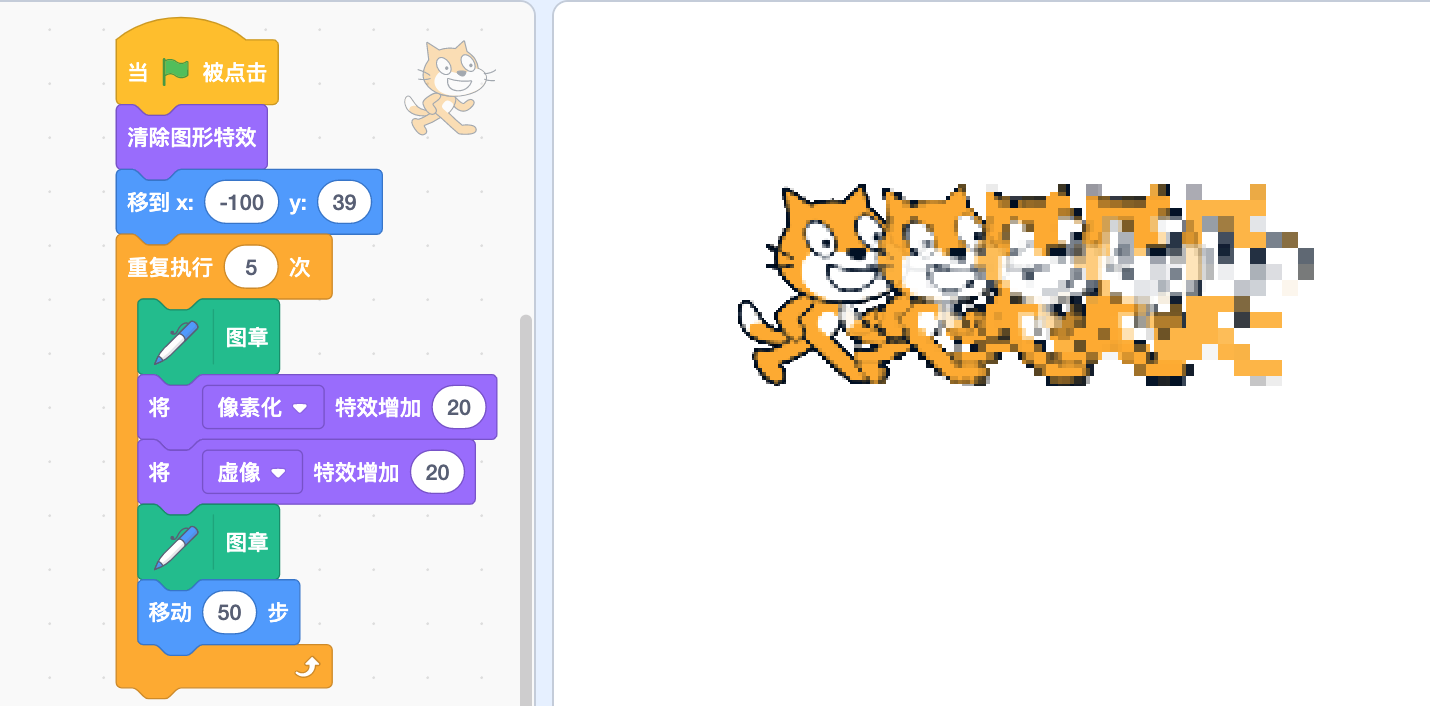 当 被点击
清除图形特效
移到 x: -100 y: 39
重复执行 5 次
图章
将 像素化 特效增加 20
将 虚像 特效增加 20
图章
移动 50 步